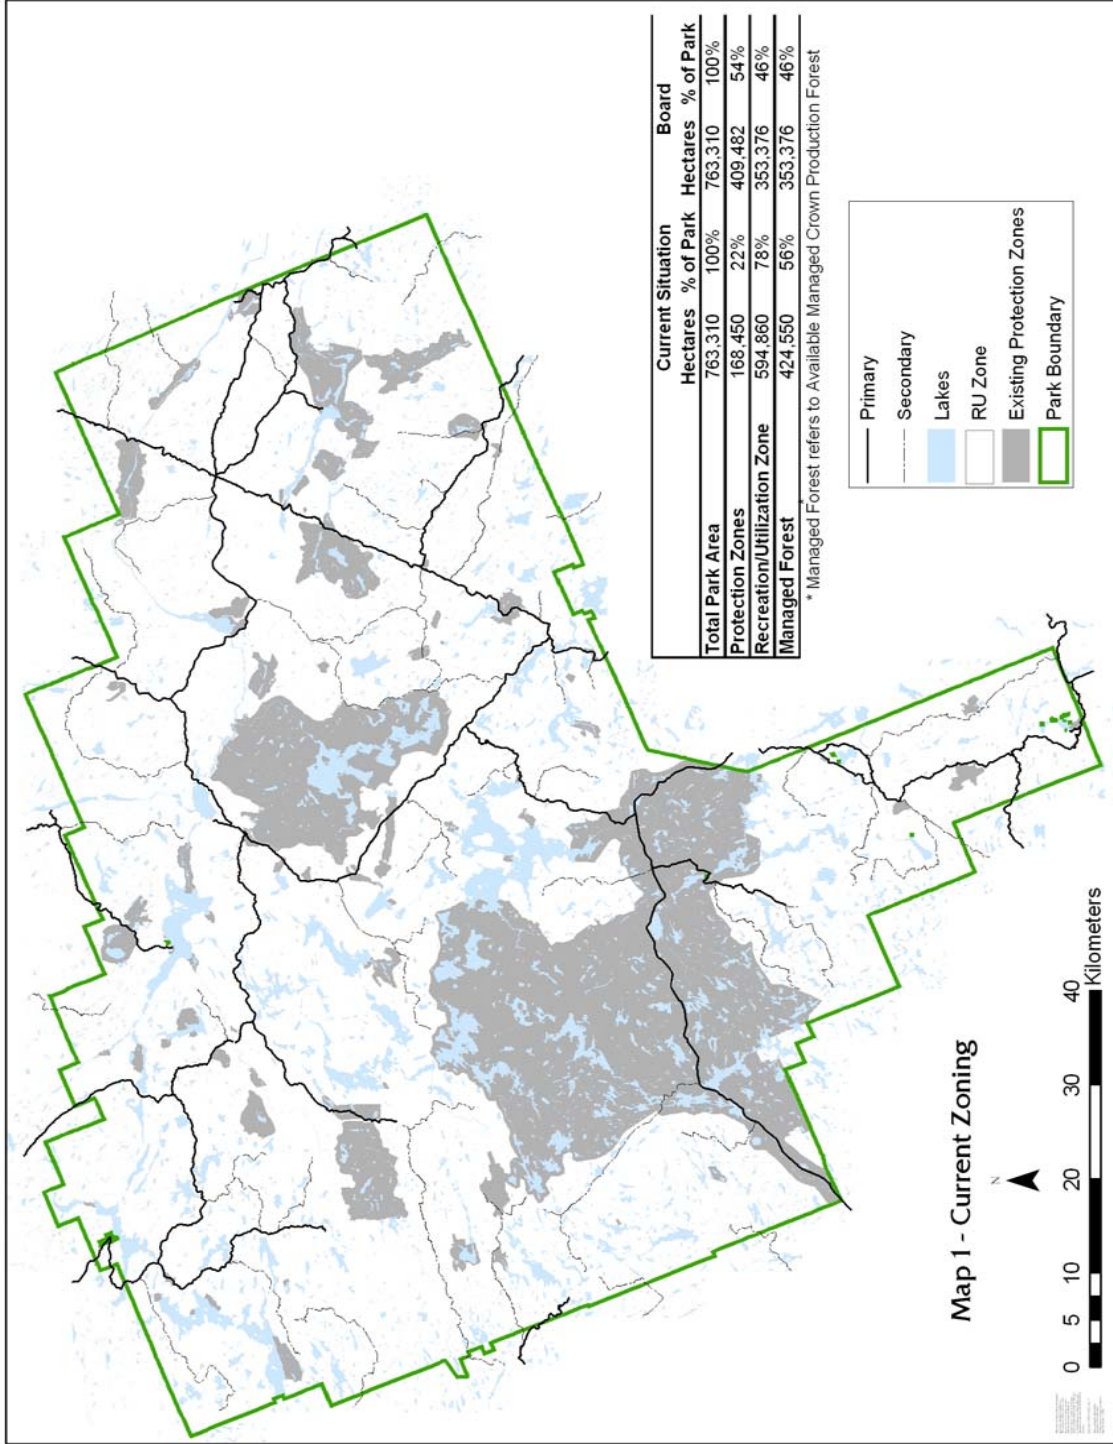 Current Situation Board
Hectares % of Park Hectares % of Park
Total Park Area 763,310 100% 763,310 100%
Protection Zones 168,450 22% 409,482 54%
Recreation/Utilization Zone 594,860 78% 353,376 46%
Managed Forest 424,550 56% 353,376 46%
*
* Managed Forest refers to Available Managed Crown Production Forest
Primary
Secondary
Lakes
RU Zone
Existing Protection Zones
Park Boundary
Map 1 - Current Zoning
N
0 5 10 20 30 40
Kilometers